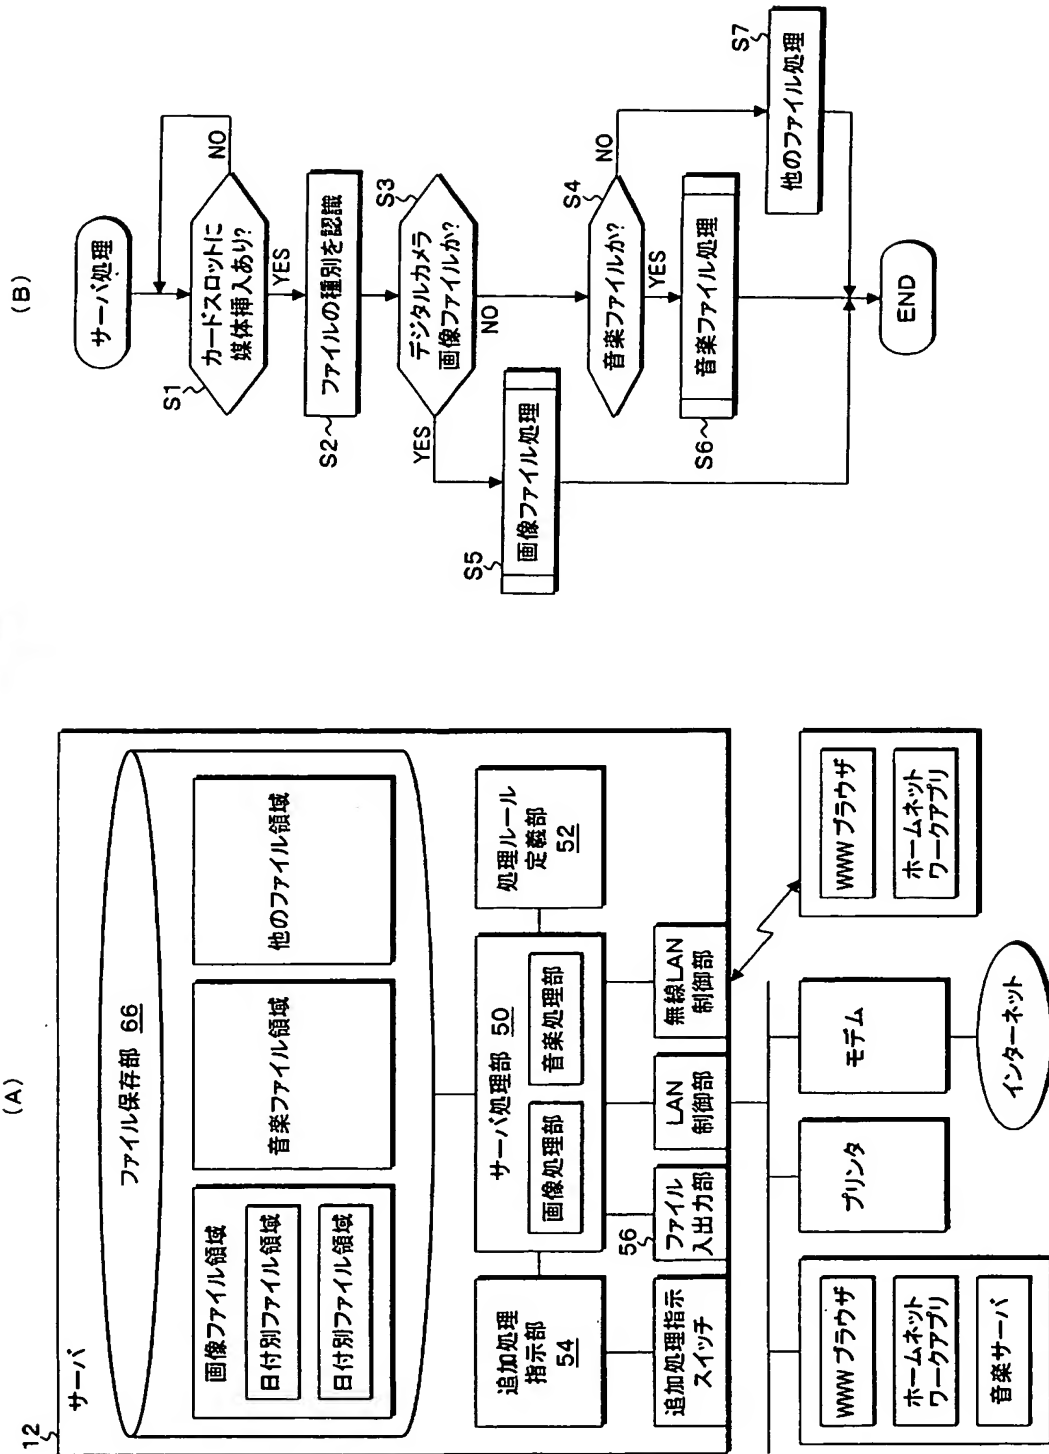 (A)
12
サーバ
ファイル保存部 66
画像ファイル領域
日付別ファイル領域
日付別ファイル領域
音楽ファイル領域
他のファイル領域
追加処理
指示部
54
サーバ処理部 50
画像処理部
音楽処理部
処理ルール
定義部
52
追加処理指示
スイッチ
56
ファイル
入出力部
LAN
制御部
無線LAN
制御部
WWW ブラウザ
ホームネット
ワークアプリ
音楽サーバ
プリンタ
モデム
インターネット
WWW ブラウザ
ホームネット
ワークアプリ
(B)
サーバ処理
S1
カードスロットに
媒体挿入あり?
NO
YES
S2
ファイルの種別を認識
S3
デジタルカメラ
画像ファイルか?
YES
NO
S5
画像ファイル処理
S4
音楽ファイルか?
NO
YES
S6
音楽ファイル処理
S7
他のファイル処理
END